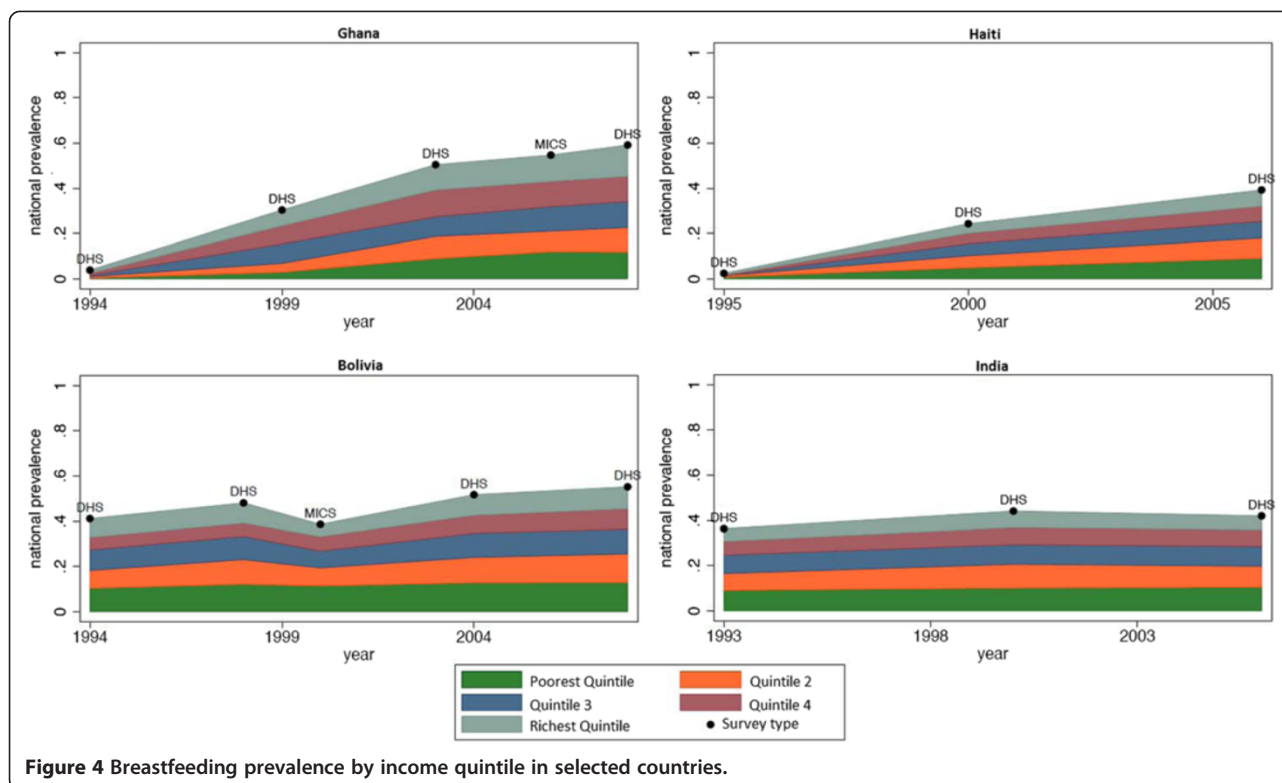 Ghana
national prevalence
1
.8
.6
.4
.2
0
DHS
DHS
DHS
MICS
DHS
1994
1999
2004
year
Haiti
national prevalence
1
.8
.6
.4
.2
0
DHS
DHS
DHS
1995
2000
2005
year
Bolivia
national prevalence
1
.8
.6
.4
.2
0
DHS
DHS
MICS
DHS
DHS
1994
1999
2004
year
India
national prevalence
1
.8
.6
.4
.2
0
DHS
DHS
DHS
1993
1998
2003
year
Poorest Quintile
Quintile 2
Quintile 3
Quintile 4
Richest Quintile
Survey type
Figure 4 Breastfeeding prevalence by income quintile in selected countries.